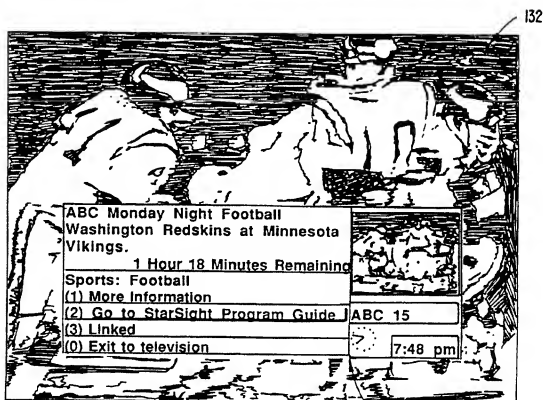 132
ABC Monday Night Football
Washington Redskins at Minnesota
Vikings.
1 Hour 18 Minutes Remaining
Sports: Football
(1) More Information
(2) Go to StarSight Program Guide
ABC 15
(3) Linked
(0) Exit to television
7:48 pm